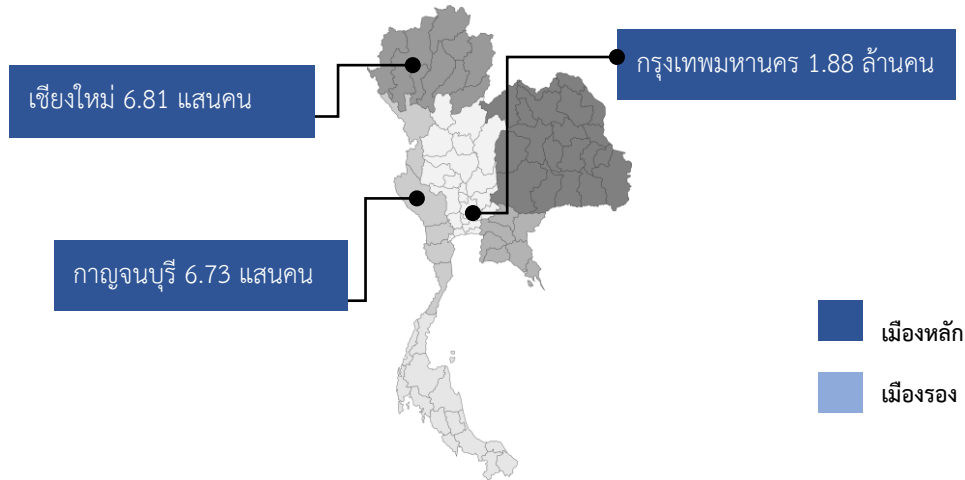 กรุงเทพมหานคร 1.88 ล้านคน
เชียงใหม่ 6.81 แสนคน
กาญจนบุรี 6.73 แสนคน
เมืองหลัก
เมืองรอง